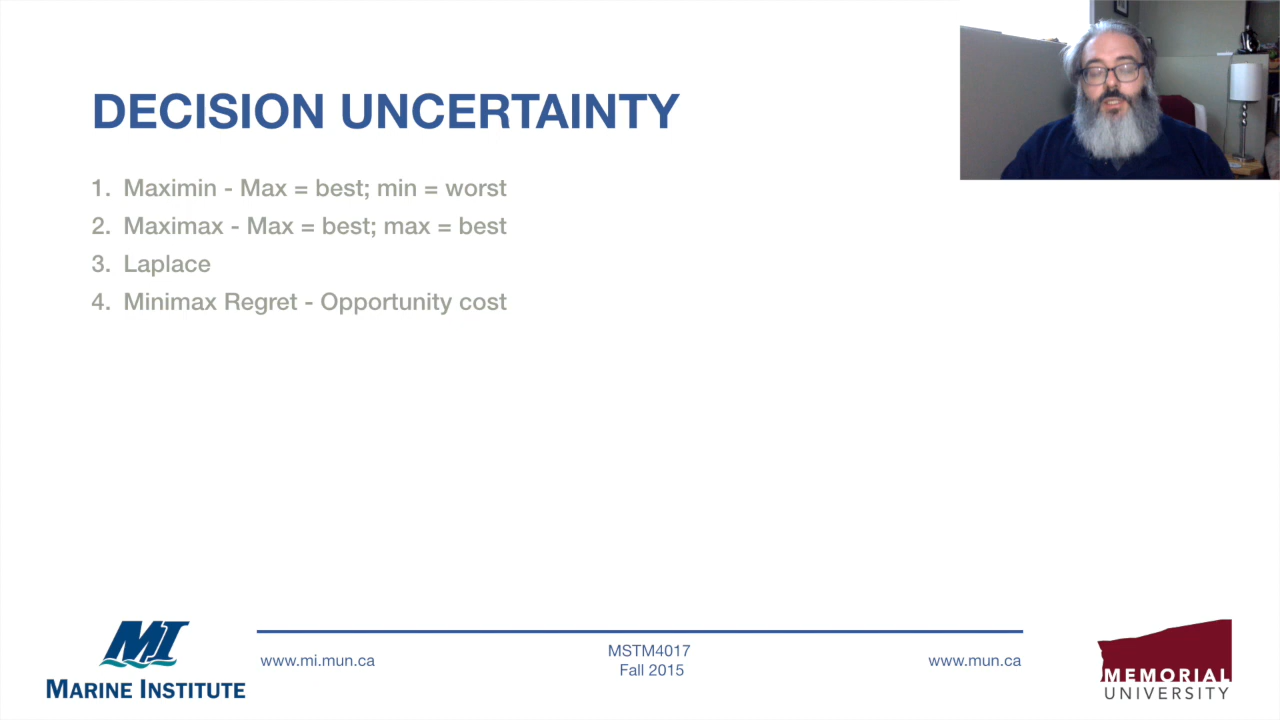 DECISION UNCERTAINTY
1. Maximin - Max = best; min = worst
2. Maximax - Max = best; max = best
3. Laplace
4. Minimax Regret - Opportunity cost
MI
MARINE INSTITUTE
www.mi.mun.ca
MSTM4017
Fall 2015
www.mun.ca
MEMORIAL
UNIVERSITY